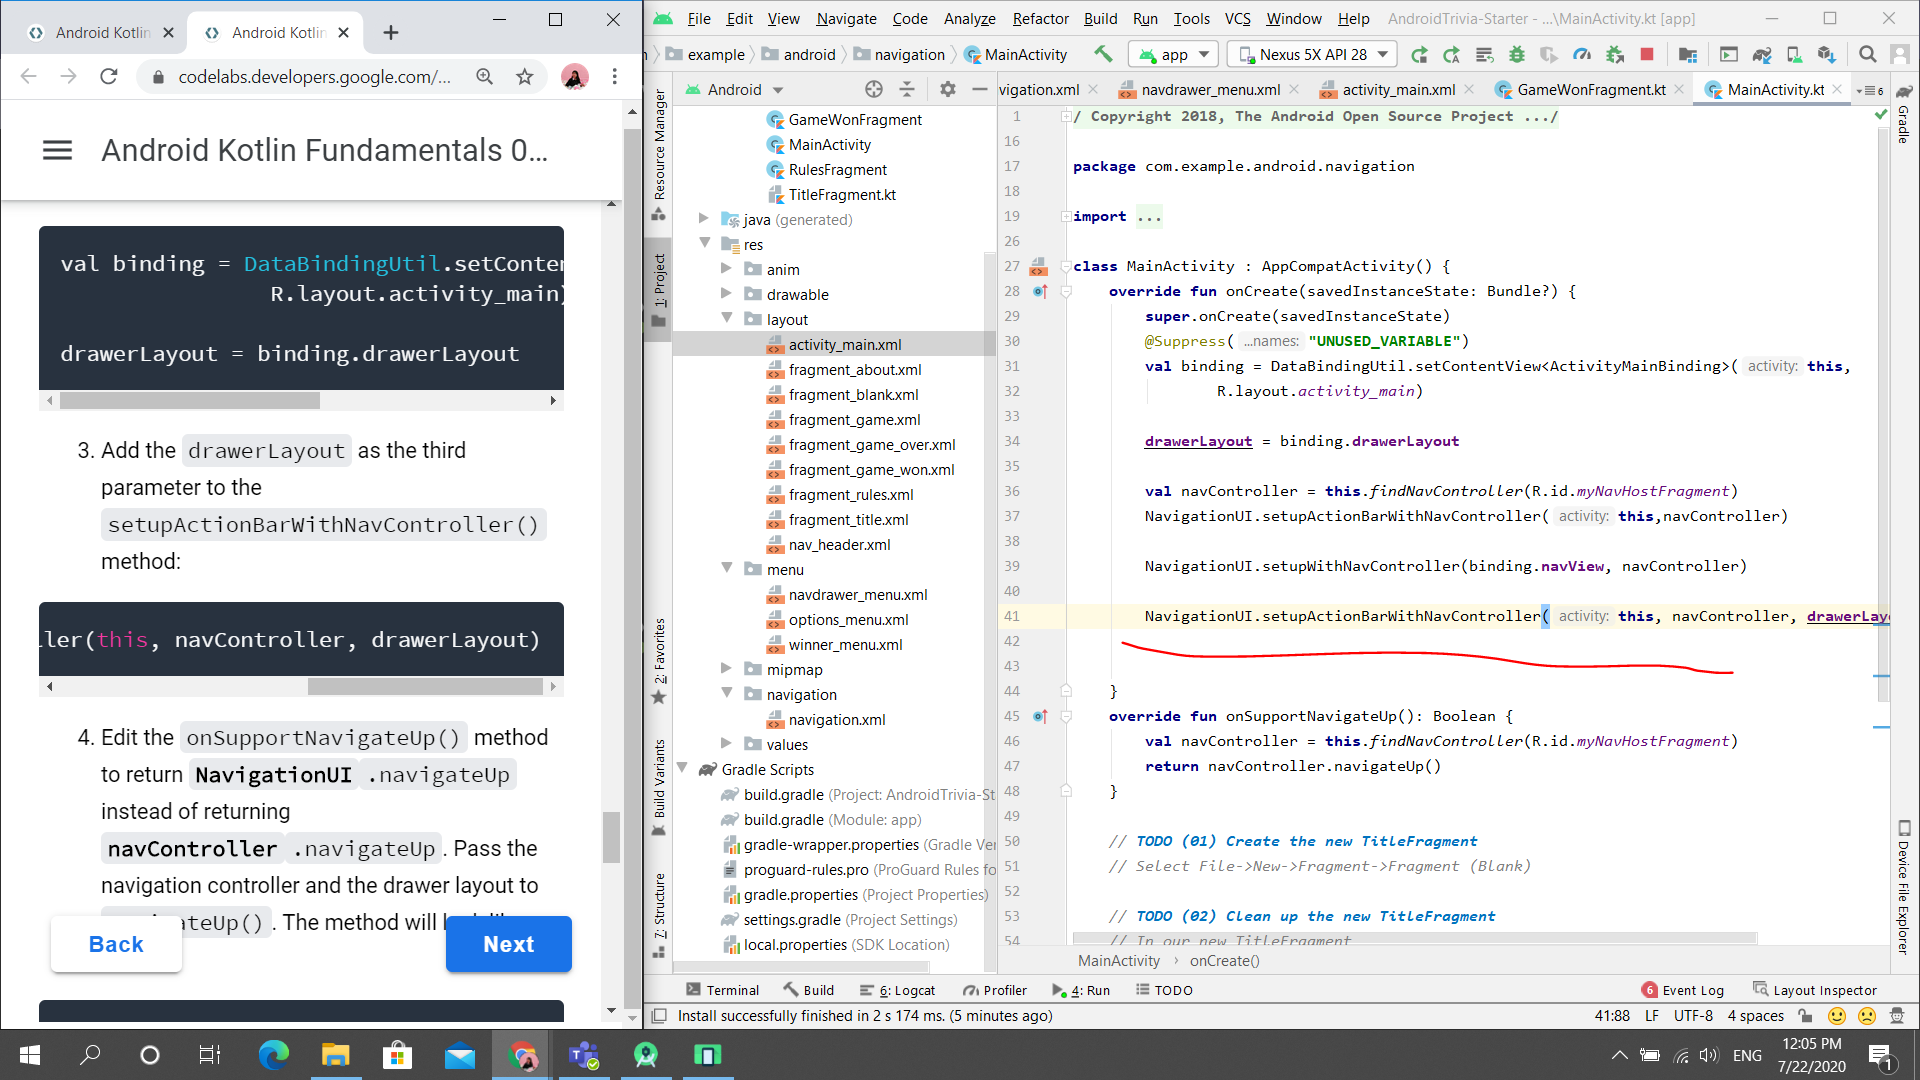 Android Kotlin
Android Kotlin
codelabs.developers.google.com/...
Android Kotlin Fundamentals 0...
val binding = DataBindingUtil.setConten
R.layout.activity_main)
drawerLayout = binding.drawerLayout
3. Add the drawerLayout as the third
parameter to the
setupActionBarWithNavController()
method:
ler(this, navController, drawerLayout)
4. Edit the onSupportNavigateUp() method
to return NavigationUI .navigateUp
instead of returning
navController .navigateUp. Pass the
navigation controller and the drawer layout to
ateUp(). The method will
Back
Next
File Edit View Navigate Code Analyze Refactor Build Run Tools VCS Window Help AndroidTrivia-Starter - ...\MainActivity.kt [app]
example android navigation MainActivity app Nexus 5X API 28
Resource Manager
1: Project
2: Favorites
Build Variants
7: Structure
Android
GameWonFragment
MainActivity
RulesFragment
TitleFragment.kt
java (generated)
res
anim
drawable
layout
activity_main.xml
fragment_about.xml
fragment_blank.xml
fragment_game.xml
fragment_game_over.xml
fragment_game_won.xml
fragment_rules.xml
fragment_title.xml
nav_header.xml
menu
navdrawer_menu.xml
options_menu.xml
winner_menu.xml
mipmap
navigation
navigation.xml
values
Gradle Scripts
build.gradle (Project: AndroidTrivia-St
build.gradle (Module: app)
gradle-wrapper.properties (Gradle Ver
proguard-rules.pro (ProGuard Rules fo
gradle.properties (Project Properties)
settings.gradle (Project Settings)
local.properties (SDK Location)
vigation.xml navdrawer_menu.xml activity_main.xml GameWonFragment.kt MainActivity.kt 6
1 / Copyright 2018, The Android Open Source Project .../
16
17 package com.example.android.navigation
18
19 import ...
26
27 class MainActivity : AppCompatActivity() {
28 override fun onCreate(savedInstanceState: Bundle?) {
29 super.onCreate(savedInstanceState)
30 @Suppress( ...names: "UNUSED_VARIABLE")
31 val binding = DataBindingUtil.setContentView<ActivityMainBinding>( activity: this,
32 R.layout.activity_main)
33
34 drawerLayout = binding.drawerLayout
35
36 val navController = this.findNavController(R.id.myNavHostFragment)
37 NavigationUI.setupActionBarWithNavController( activity: this,navController)
38
39 NavigationUI.setupWithNavController(binding.navView, navController)
40
41 NavigationUI.setupActionBarWithNavController( activity: this, navController, drawerLay
42
43
44 }
45 override fun onSupportNavigateUp(): Boolean {
46 val navController = this.findNavController(R.id.myNavHostFragment)
47 return navController.navigateUp()
48 }
49
50 // TODO (01) Create the new TitleFragment
51 // Select File->New->Fragment->Fragment (Blank)
52
53 // TODO (02) Clean up the new TitleFragment
54 // In our new TitleFragment
MainActivity › onCreate()
Gradle
Device File Explorer
Terminal Build 6: Logcat Profiler 4: Run TODO 6 Event Log Layout Inspector
Install successfully finished in 2 s 174 ms. (5 minutes ago) 41:88 LF UTF-8 4 spaces
ENG
12:05 PM
7/22/2020
1